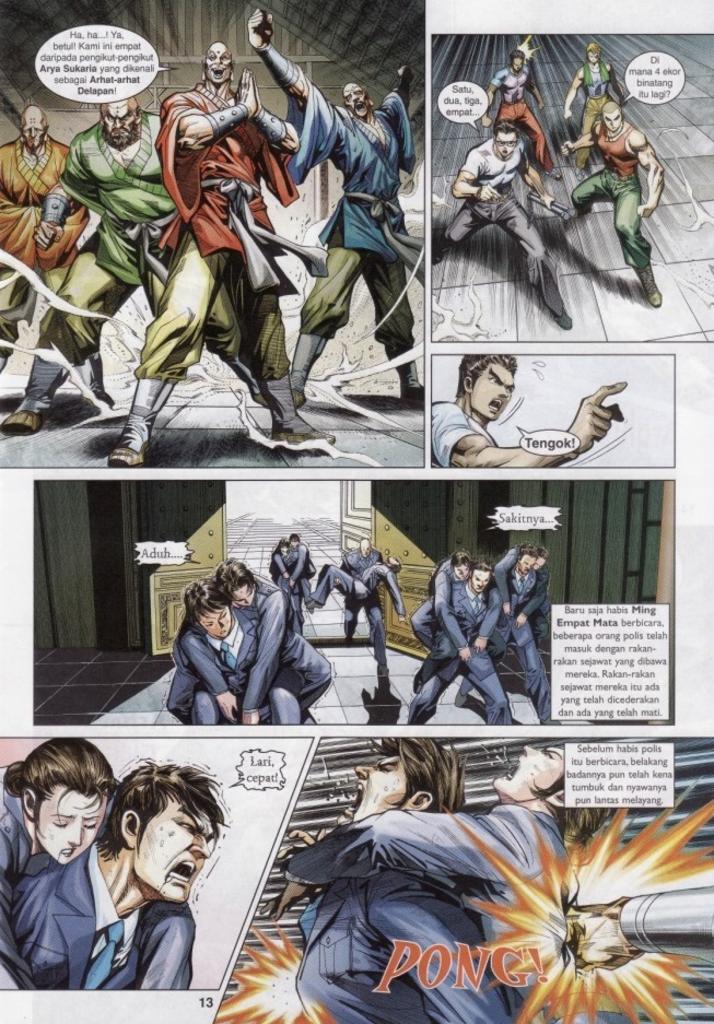 Ha, ha...! Ya,
betul! Kami ini empat
daripada pengikut-pengikut
Arya Sukaria yang dikenali
sebagai Arhat-arhat
Delapan!
Satu,
dua, tiga,
empat...
Di
mana 4 ekor
binatang
itu lagi?
Tengok!
Aduh....
Sakitnya...
Baru saja habis Ming
Empat Mata berbicara,
beberapa orang polis telah
masuk dengan rakan-
rakan sejawat yang dibawa
mereka. Rakan-rakan
sejawat mereka itu ada
yang telah dicederakan
dan ada yang telah mati.
Lari,
cepat!
Sebelum habis polis
itu berbicara, belakang
badannya pun telah kena
tumbuk dan nyawanya
pun lantas melayang.
PONG!
13